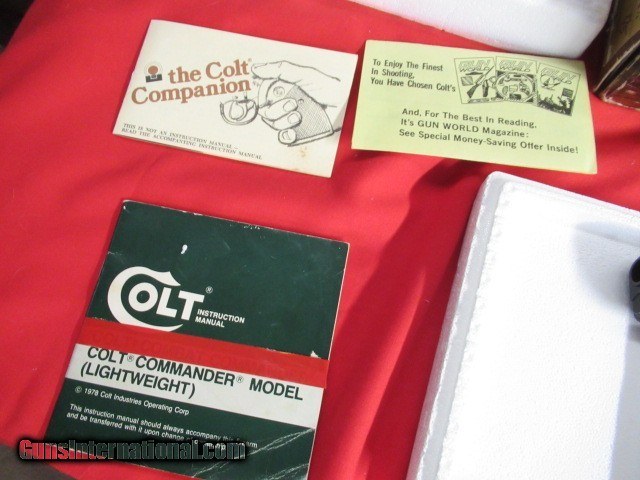 the Colt
Companion
THIS IS NOT AN INSTRUCTION MANUAL -
READ THE ACCOMPANYING INSTRUCTION MANUAL
To Enjoy The Finest
In Shooting,
You Have Chosen Colt's
And, For The Best In Reading,
It's GUN WORLD Magazine:
See Special Money-Saving Offer Inside!
COLT®
INSTRUCTION
MANUAL
COLT® COMMANDER® MODEL
(LIGHTWEIGHT)
© 1978 Colt Industries Operating Corp
This instruction manual should always accompany this
and be transferred with it upon change of
GunsInternational.com